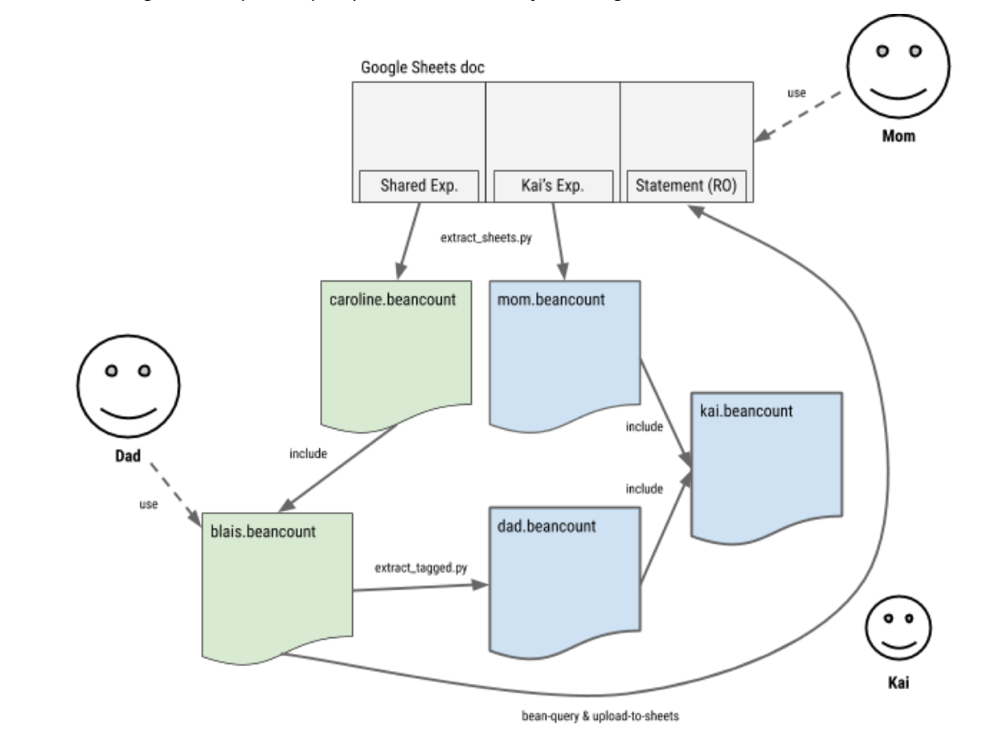 Google Sheets doc
use
Mom
Shared Exp.
Kai's Exp.
Statement (RO)
extract_sheets.py
caroline.beancount
mom.beancount
kai.beancount
include
include
Dad
include
use
blais.beancount
dad.beancount
extract_tagged.py
Kai
bean-query & upload-to-sheets